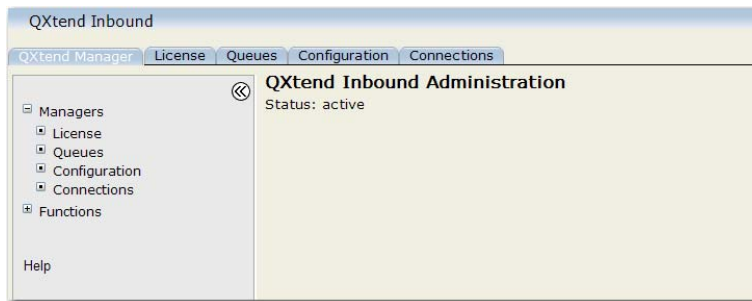 QXtend Inbound
QXtend Manager License Queues Configuration Connections
QXtend Inbound Administration
Status: active
Managers
License
Queues
Configuration
Connections
Functions
Help